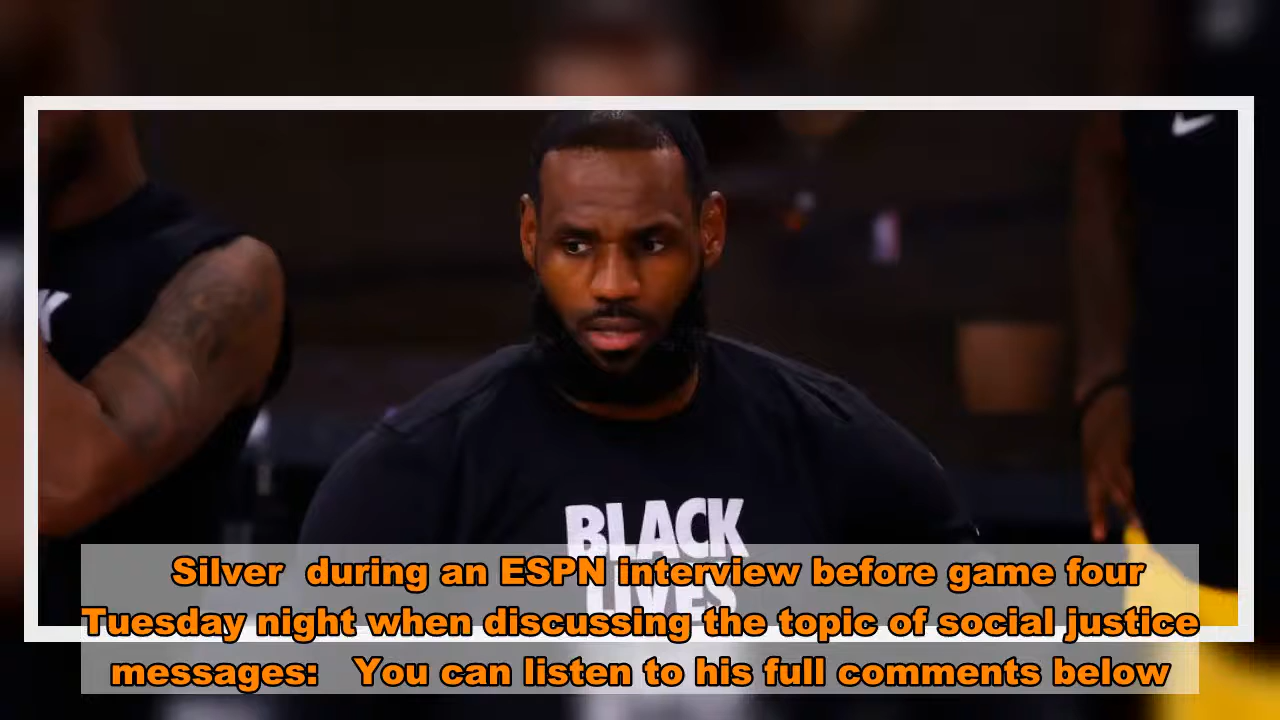 BLACK
LIVES
Silver during an ESPN interview before game four
Tuesday night when discussing the topic of social justice
messages: You can listen to his full comments below